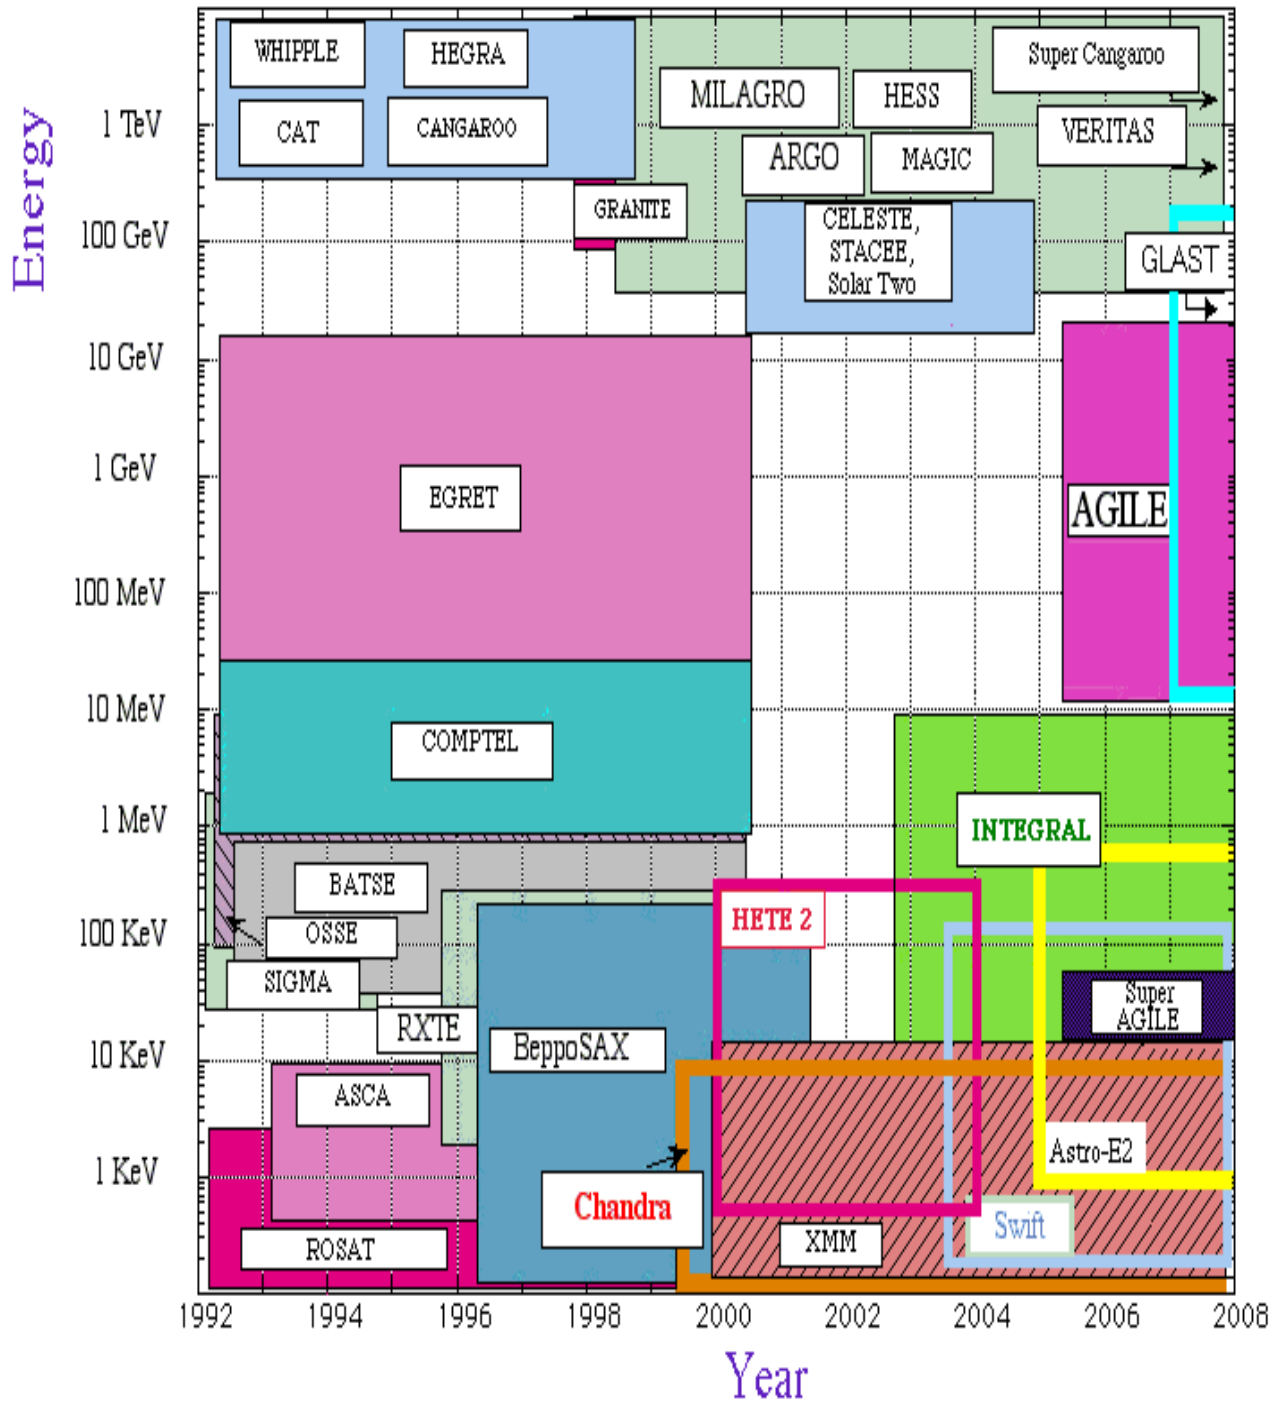 WHIPPLE
HEGRA
Super Cangaroo
MILAGRO
HESS
1 TeV
CAT
CANGAROO
VERITAS
ARGO
MAGIC
Energy
GRANITE
CELESTE,
STACEE,
Solar Two
100 GeV
GLAST
10 GeV
1 GeV
EGRET
AGILE
100 MeV
10 MeV
COMPTEL
1 MeV
INTEGRAL
BATSE
HETE 2
100 KeV
OSSE
SIGMA
Super
AGILE
RXTE
BeppoSAX
10 KeV
ASCA
Astro-E2
1 KeV
Chandra
Swift
ROSAT
XMM
1992 1994 1996 1998 2000 2002 2004 2006 2008
Year